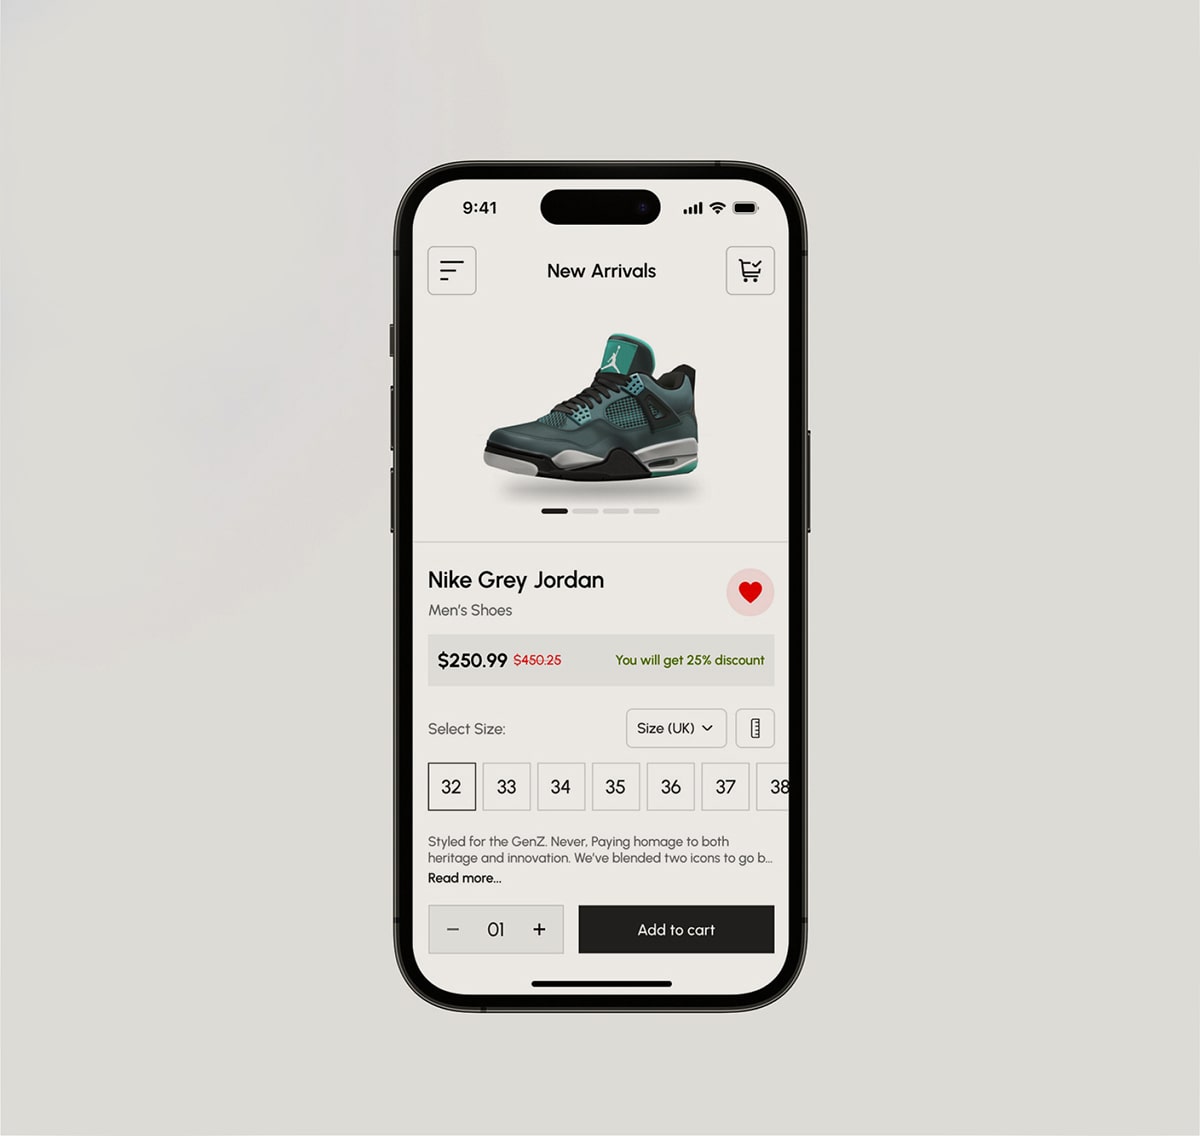 9:41
New Arrivals
Nike Grey Jordan
Men's Shoes
$250.99 $450.25 You will get 25% discount
Select Size: Size (UK)
32 33 34 35 36 37 38
Styled for the GenZ. Never, Paying homage to both
heritage and innovation. We've blended two icons to go b...
Read more...
− 01 + Add to cart